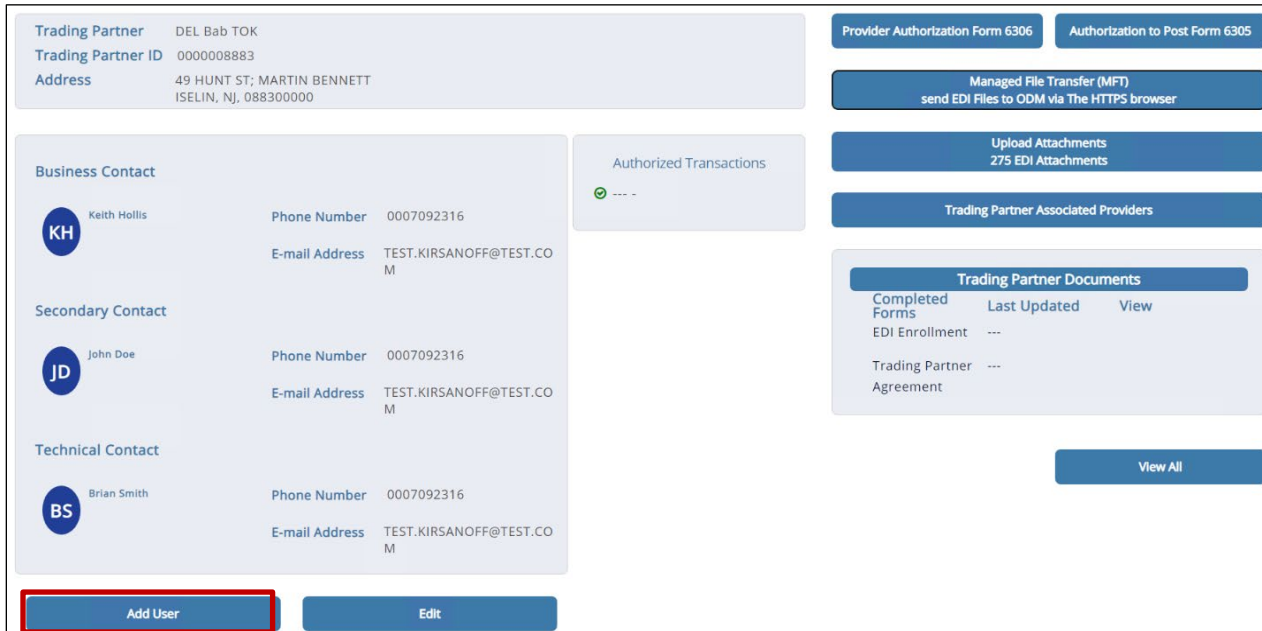 Trading Partner DEL Bab TOK
Trading Partner ID 0000008883
Address 49 HUNT ST; MARTIN BENNETT
ISELIN, NJ, 088300000
Business Contact
KH Keith Hollis
Phone Number 0007092316
E-mail Address TEST.KIRSANOFF@TEST.CO
M
Secondary Contact
JD John Doe
Phone Number 0007092316
E-mail Address TEST.KIRSANOFF@TEST.CO
M
Technical Contact
BS Brian Smith
Phone Number 0007092316
E-mail Address TEST.KIRSANOFF@TEST.CO
M
Add User
Edit
Authorized Transactions
--- -
Provider Authorization Form 6306
Authorization to Post Form 6305
Managed File Transfer (MFT)
send EDI Files to ODM via The HTTPS browser
Upload Attachments
275 EDI Attachments
Trading Partner Associated Providers
Trading Partner Documents
Completed
Forms Last Updated View
EDI Enrollment ---
Trading Partner ---
Agreement
View All